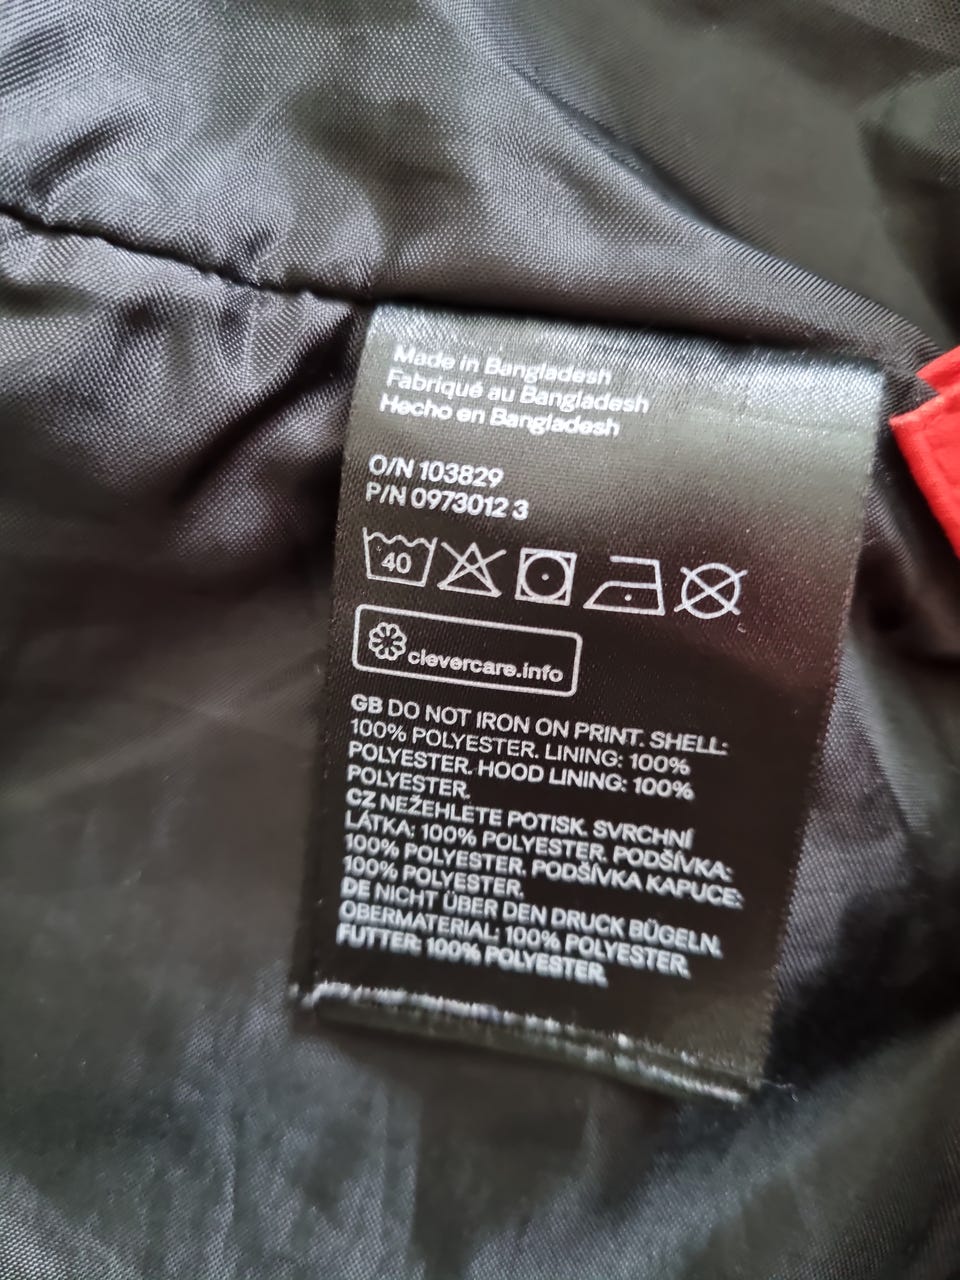 Made in Bangladesh
Fabriqué au Bangladesh
Hecho en Bangladesh
O/N 103829
P/N 0973012 3
40
clevercare.info
GB DO NOT IRON ON PRINT. SHELL:
100% POLYESTER. LINING: 100%
POLYESTER. HOOD LINING: 100%
POLYESTER.
CZ NEŽEHLETE POTISK. SVRCHNÍ
LÁTKA: 100% POLYESTER. PODŠÍVKA:
100% POLYESTER. PODŠÍVKA KAPUCE:
100% POLYESTER.
DE NICHT ÜBER DEN DRUCK BÜGELN.
OBERMATERIAL: 100% POLYESTER.
FUTTER: 100% POLYESTER.